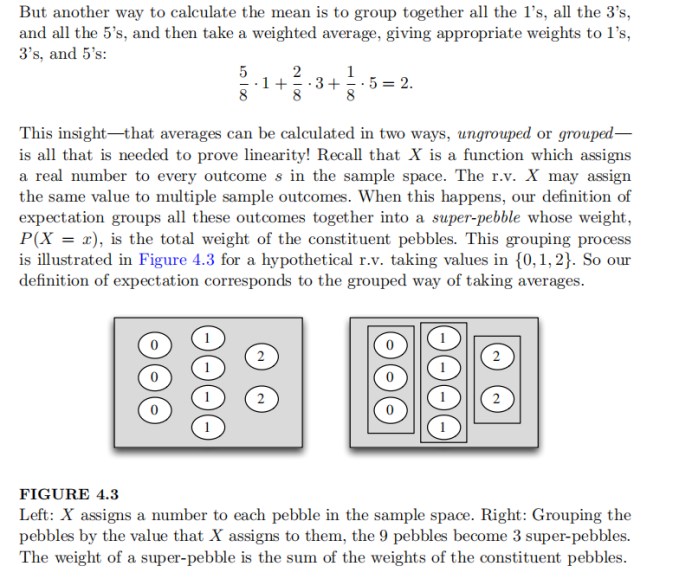 But another way to calculate the mean is to group together all the 1's, all the 3's,
and all the 5's, and then take a weighted average, giving appropriate weights to 1's,
3's, and 5's:
5/8 · 1 + 2/8 · 3 + 1/8 · 5 = 2.
This insight—that averages can be calculated in two ways, ungrouped or grouped—
is all that is needed to prove linearity! Recall that X is a function which assigns
a real number to every outcome s in the sample space. The r.v. X may assign
the same value to multiple sample outcomes. When this happens, our definition of
expectation groups all these outcomes together into a super-pebble whose weight,
P(X = x), is the total weight of the constituent pebbles. This grouping process
is illustrated in Figure 4.3 for a hypothetical r.v. taking values in {0, 1, 2}. So our
definition of expectation corresponds to the grouped way of taking averages.
0
0
0
1
1
1
1
2
2
0
0
0
1
1
1
1
2
2
FIGURE 4.3
Left: X assigns a number to each pebble in the sample space. Right: Grouping the
pebbles by the value that X assigns to them, the 9 pebbles become 3 super-pebbles.
The weight of a super-pebble is the sum of the weights of the constituent pebbles.